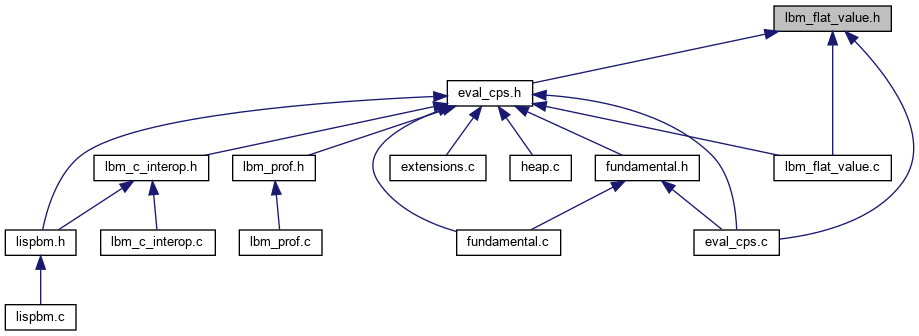 lbm_flat_value.h
eval_cps.h
lbm_c_interop.h
lbm_prof.h
extensions.c
heap.c
fundamental.h
lbm_flat_value.c
lispbm.h
lbm_c_interop.c
lbm_prof.c
fundamental.c
eval_cps.c
lispbm.c